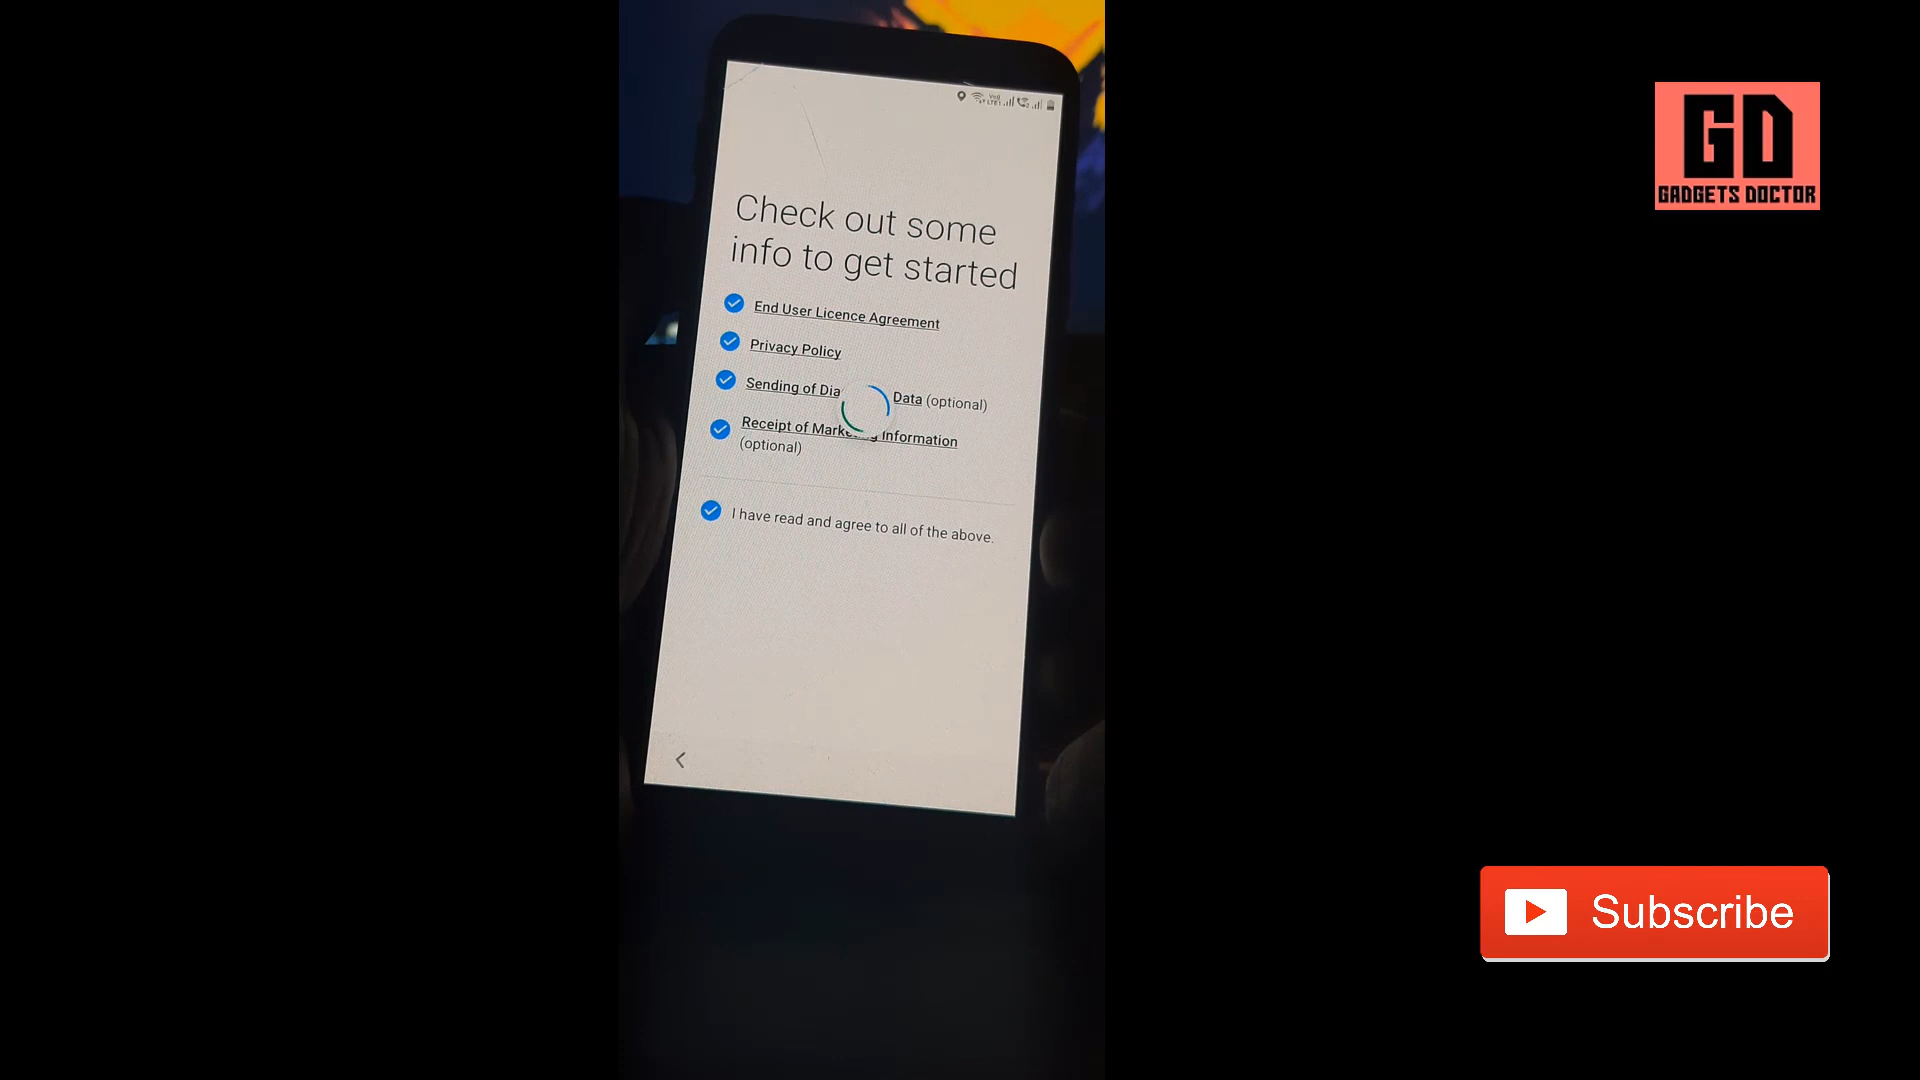 GD
GADGETS DOCTOR
Check out some
info to get started
End User Licence Agreement
Privacy Policy
Sending of Dia Data (optional)
Receipt of Information
(optional)
I have read and agree to all of the above.
Subscribe